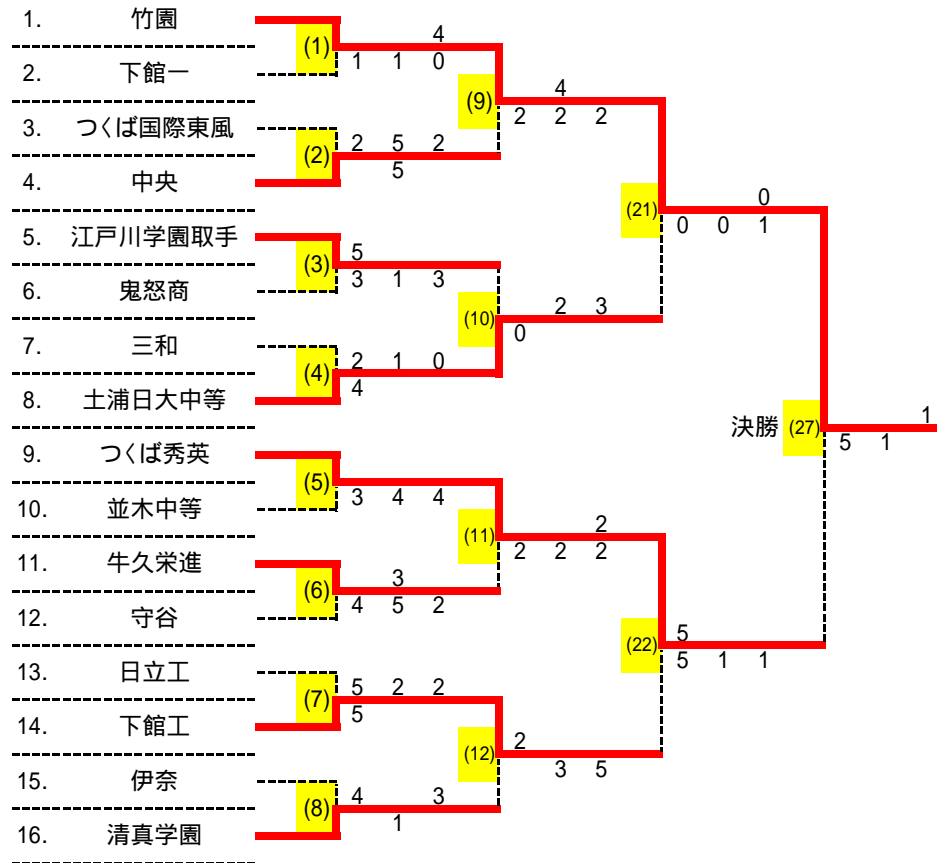 1. 竹園
(1)
4
1 1 0
2. 下館一
(9)
4
2 2 2
3. つくば国際東風
(2)
2 5 2
5
4. 中央
(21)
0
0 0 1
5. 江戸川学園取手
(3)
5
3 1 3
6. 鬼怒商
(10)
2 3
0
7. 三和
(4)
2 1 0
4
8. 土浦日大中等
決勝 (27)
1
5 1
9. つくば秀英
(5)
3 4 4
10. 並木中等
(11)
2
2 2 2
11. 牛久栄進
(6)
3
4 5 2
12. 守谷
(22)
5
5 1 1
13. 日立工
(7)
5 2 2
5
14. 下館工
(12)
2
3 5
15. 伊奈
(8)
4 3
1
16. 清真学園